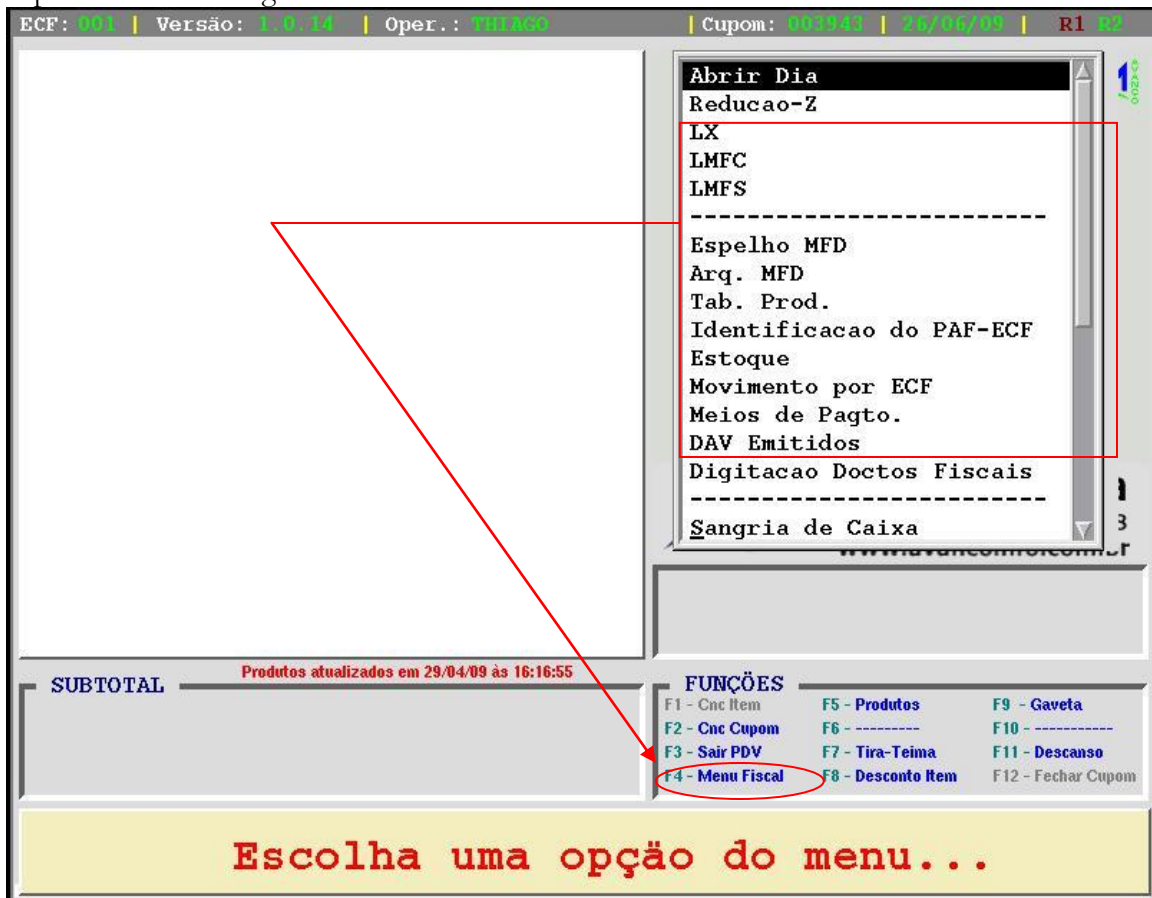 ECF: 001 | Versão: 1.0.14 | Oper.: THIAGO | Cupom: 003943 | 26/06/09 | R1 R2
Abrir Dia
Reducao-Z
LX
LMFC
LMFS
-------------------------
Espelho MFD
Arq. MFD
Tab. Prod.
Identificacao do PAF-ECF
Estoque
Movimento por ECF
Meios de Pagto.
DAV Emitidos
Digitacao Doctos Fiscais
-------------------------
Sangria de Caixa
Produtos atualizados em 29/04/09 às 16:16:55
SUBTOTAL
FUNÇÖES
F1 - Cnc Item F5 - Produtos F9 - Gaveta
F2 - Cnc Cupom F6 - --------- F10 - -----------
F3 - Sair PDV F7 - Tira-Teima F11 - Descanso
F4 - Menu Fiscal F8 - Desconto Item F12 - Fechar Cupom
Escolha uma opçäo do menu...